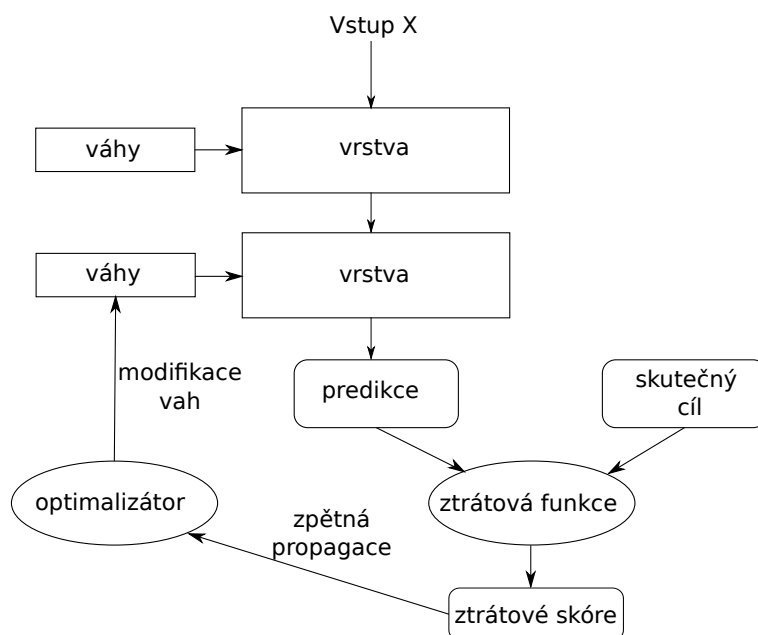 Vstup X
váhy
vrstva
váhy
vrstva
modifikace
vah
predikce
skutečný
cíl
optimalizátor
zpětná
propagace
ztrátová funkce
ztrátové skóre